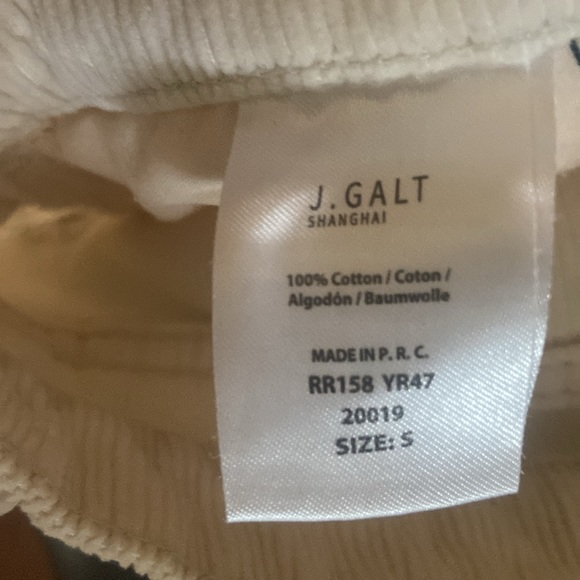 J.GALT
SHANGHAI
100% Cotton / Coton /
Algodón / Baumwolle
MADE IN P. R. C.
RR158 YR47
20019
SIZE: S